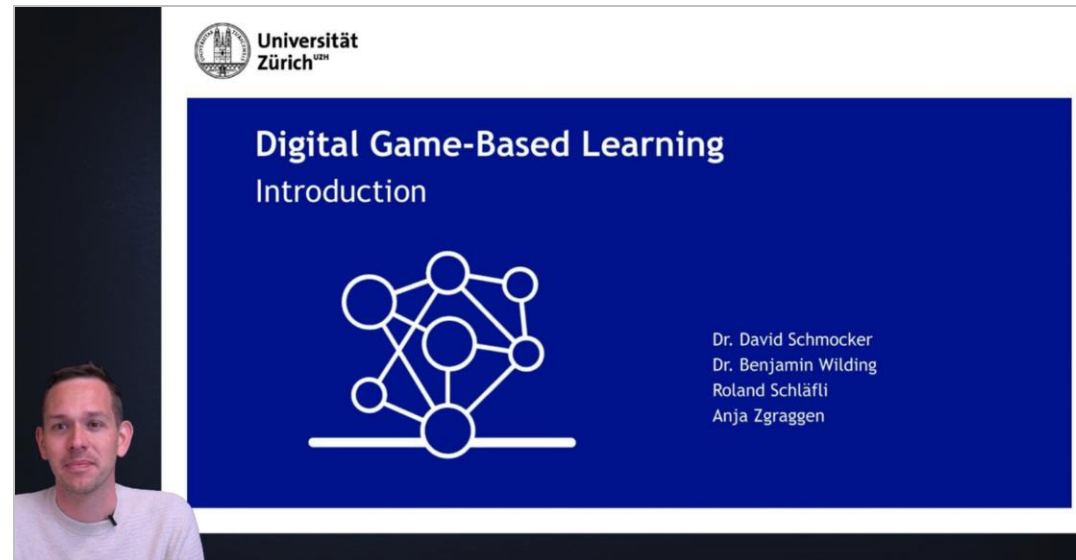 Universität
Zürich UZH
Digital Game-Based Learning
Introduction
Dr. David Schmocker
Dr. Benjamin Wilding
Roland Schläfli
Anja Zgraggen